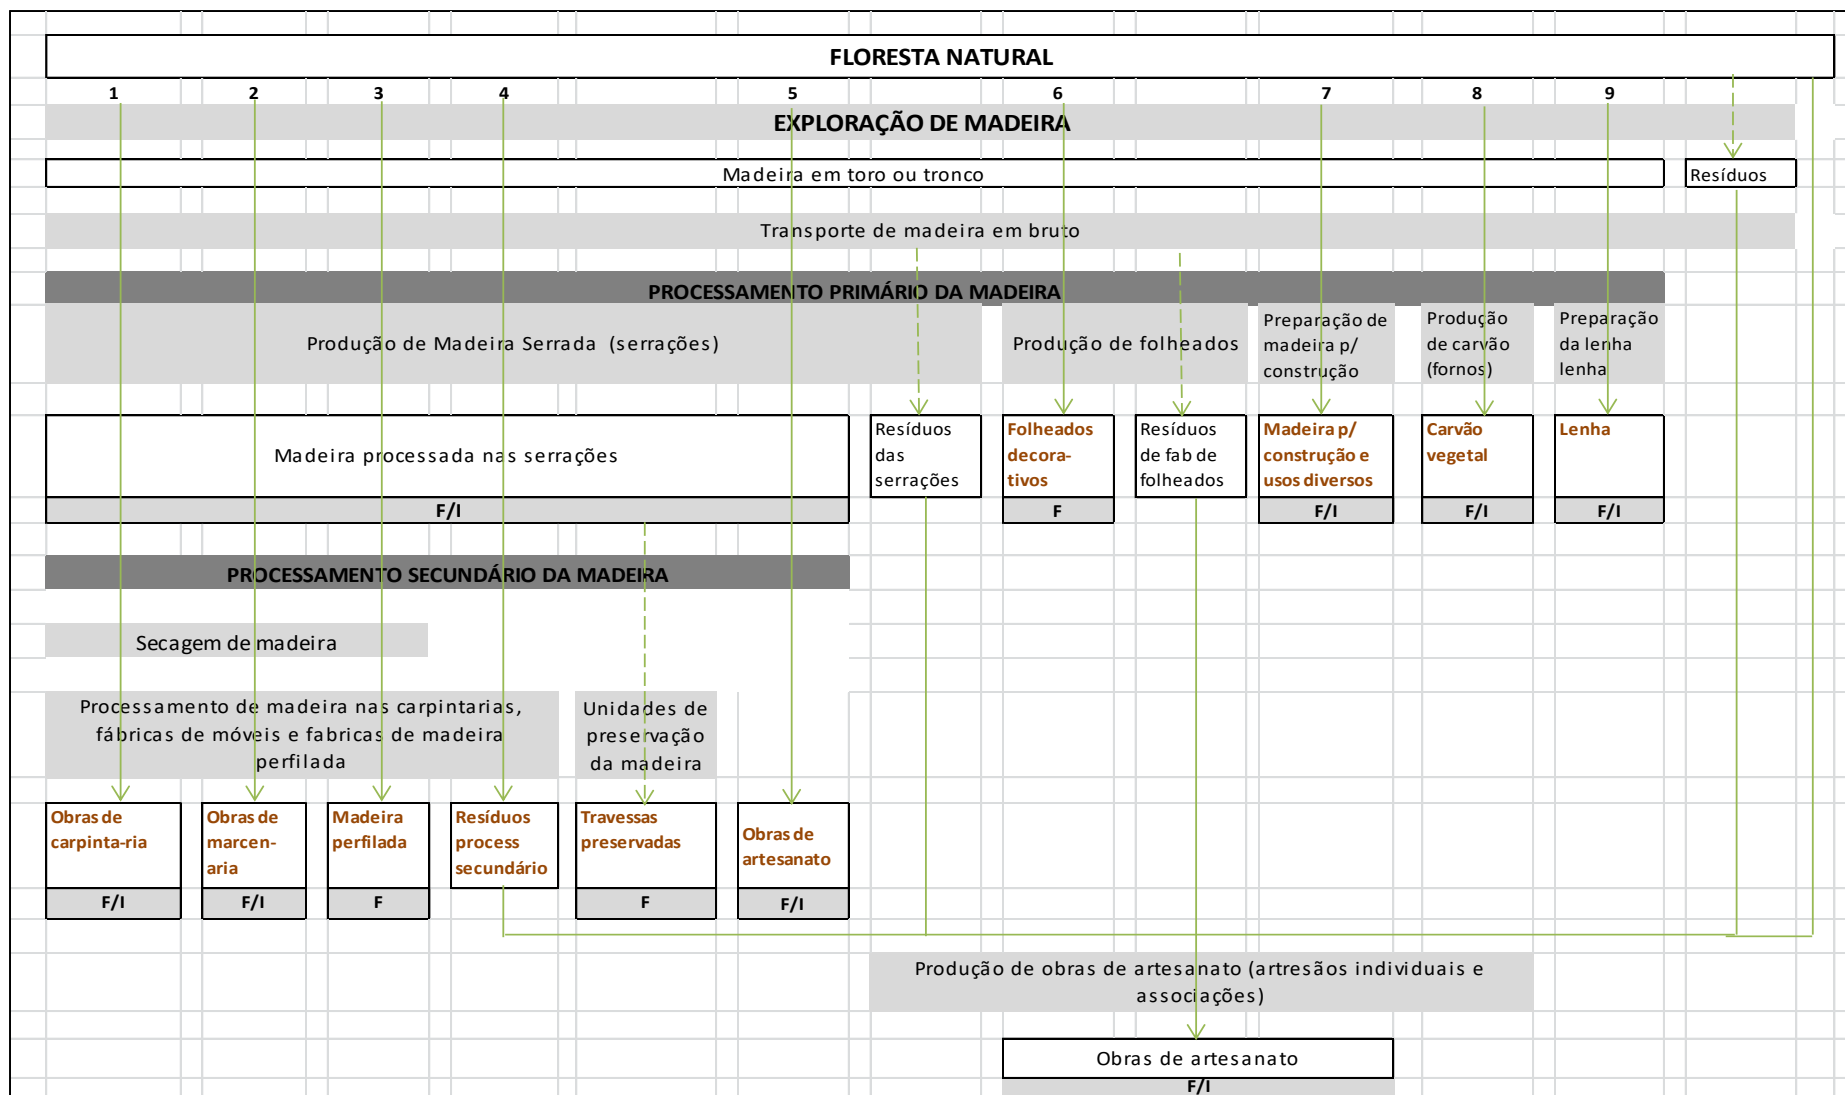 FLORESTA NATURAL
1 2 3 4 5 6 7 8 9
EXPLORAÇÃO DE MADEIRA
Madeira em toro ou tronco
Resíduos
Transporte de madeira em bruto
PROCESSAMENTO PRIMÁRIO DA MADEIRA
Produção de Madeira Serrada (serrações)
Produção de folheados
Preparação de
madeira p/
construção
Produção
de carvão
(fornos)
Preparação
da lenha
lenha
Madeira processada nas serrações
F/I
Resíduos
das
serrações
Folheados
decora-
tivos
F
Resíduos
de fab de
folheados
Madeira p/
construção e
usos diversos
F/I
Carvão
vegetal
F/I
Lenha
F/I
PROCESSAMENTO SECUNDÁRIO DA MADEIRA
Secagem de madeira
Processamento de madeira nas carpintarias,
fábricas de móveis e fabricas de madeira
perfilada
Unidades de
preservação
da madeira
Obras de
carpinta-ria
F/I
Obras de
marcen-
aria
F/I
Madeira
perfilada
F
Resíduos
process
secundário
Travessas
preservadas
F
Obras de
artesanato
F/I
Produção de obras de artesanato (artresãos individuais e
associações)
Obras de artesanato
F/I